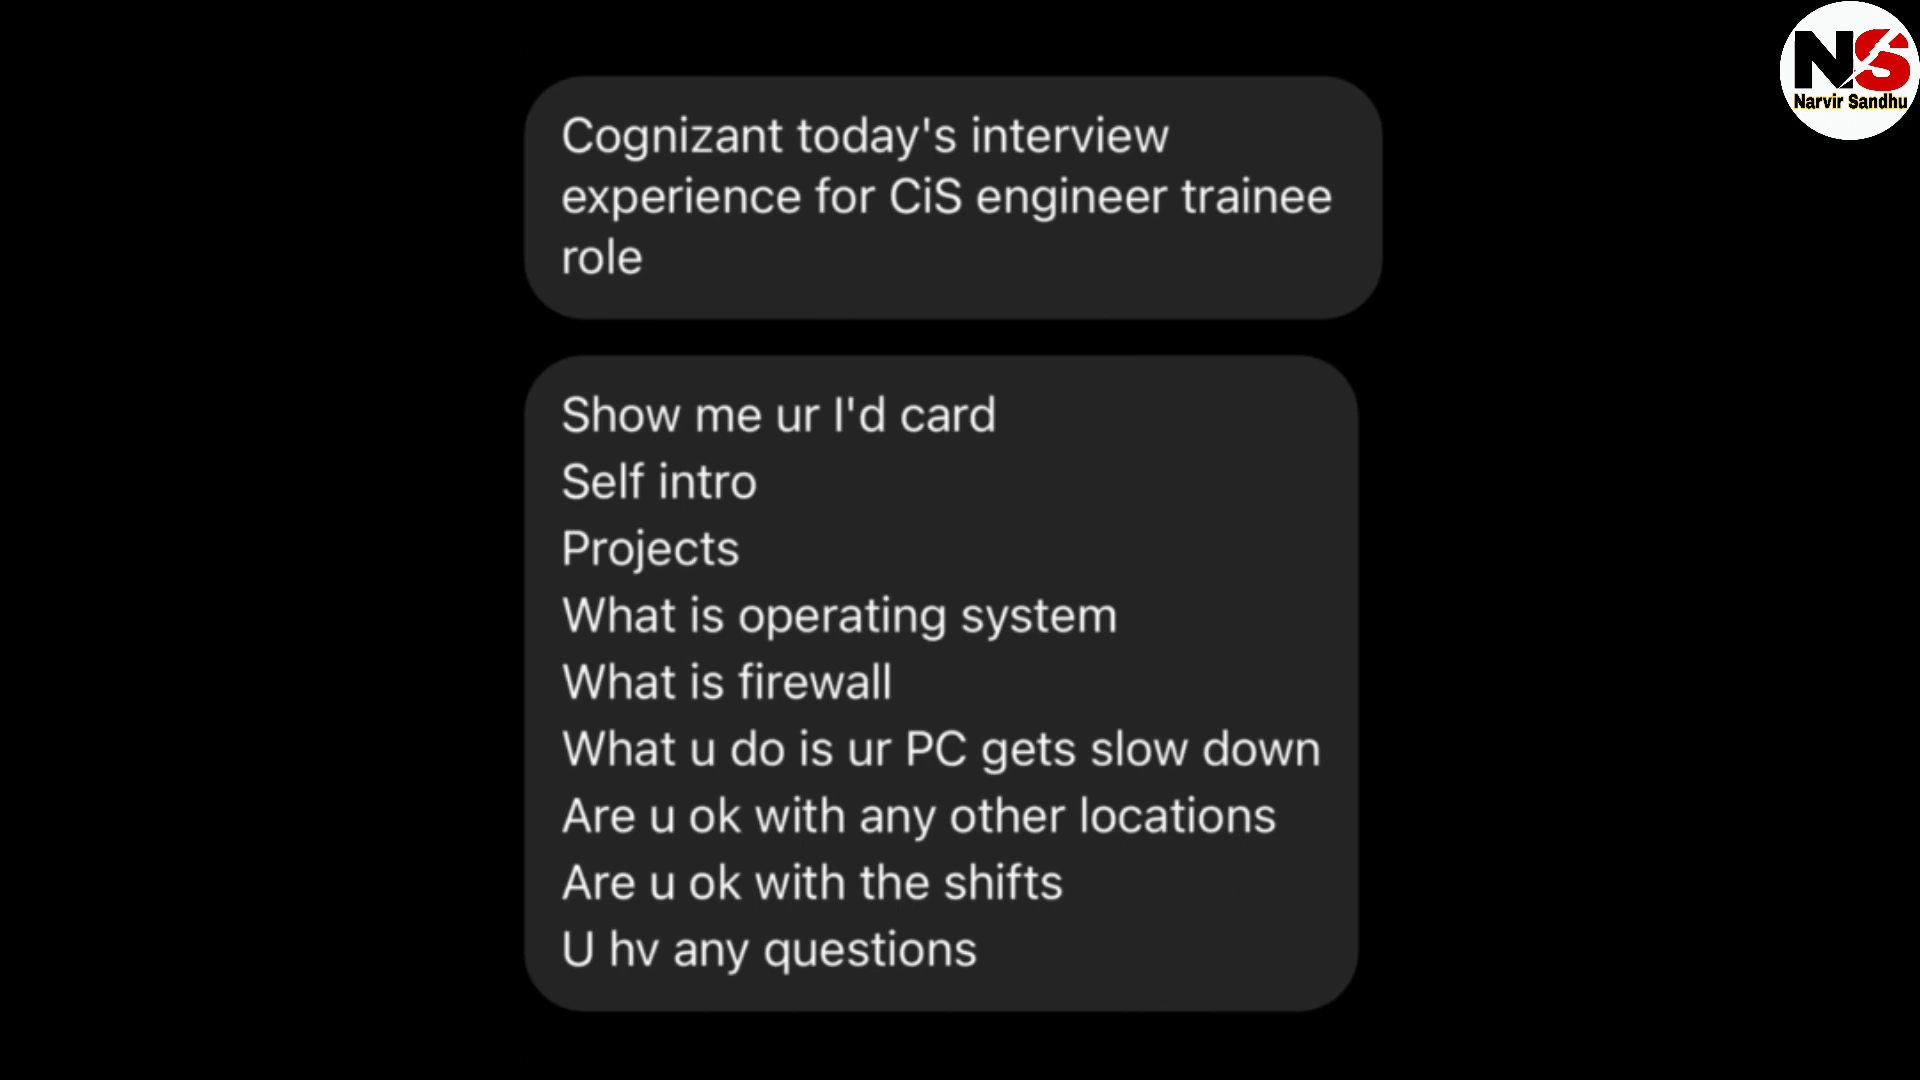 NS
Narvir Sandhu
Cognizant today's interview
experience for CiS engineer trainee
role
Show me ur I'd card
Self intro
Projects
What is operating system
What is firewall
What u do is ur PC gets slow down
Are u ok with any other locations
Are u ok with the shifts
U hv any questions